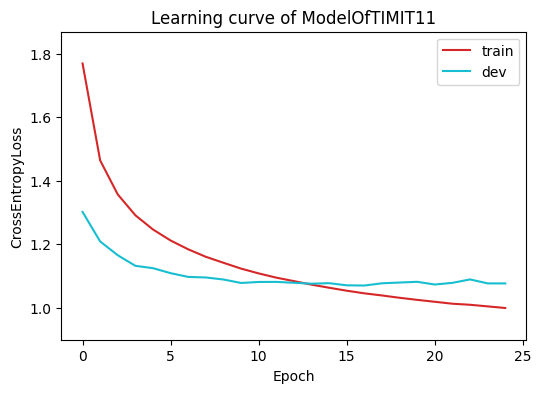 Learning curve of ModelOfTIMIT11
train
dev
CrossEntropyLoss
1.8
1.6
1.4
1.2
1.0
0 5 10 15 20 25
Epoch